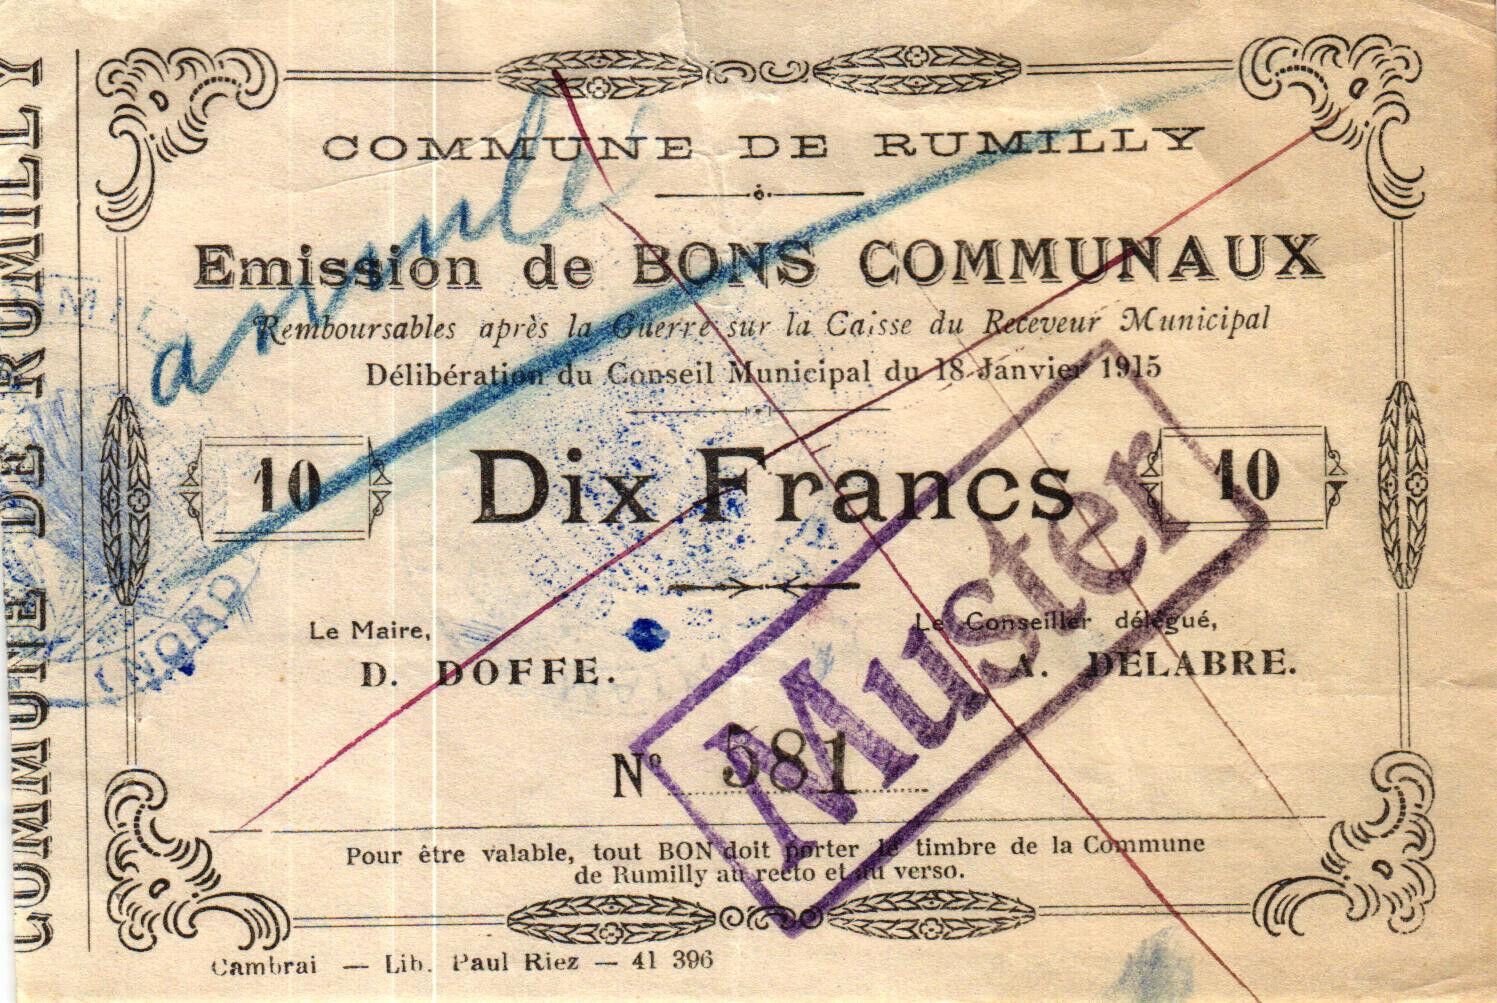 COMMUNE DE RUMILLY
COMMUNE DE RUMILLY
annulé
Emission de BONS COMMUNAUX
Remboursables après la Guerre sur la Caisse du Receveur Municipal
Délibération du Conseil Municipal du 18 Janvier 1915
10 Dix Francs 10
Muster
(NORD)
Le Maire, Le Conseiller délégué,
D. DOFFE. A. DELABRE.
N° 581
Pour être valable, tout BON doit porter le timbre de la Commune
de Rumilly au recto et au verso.
Cambrai — Lib. Paul Riez — 41 396